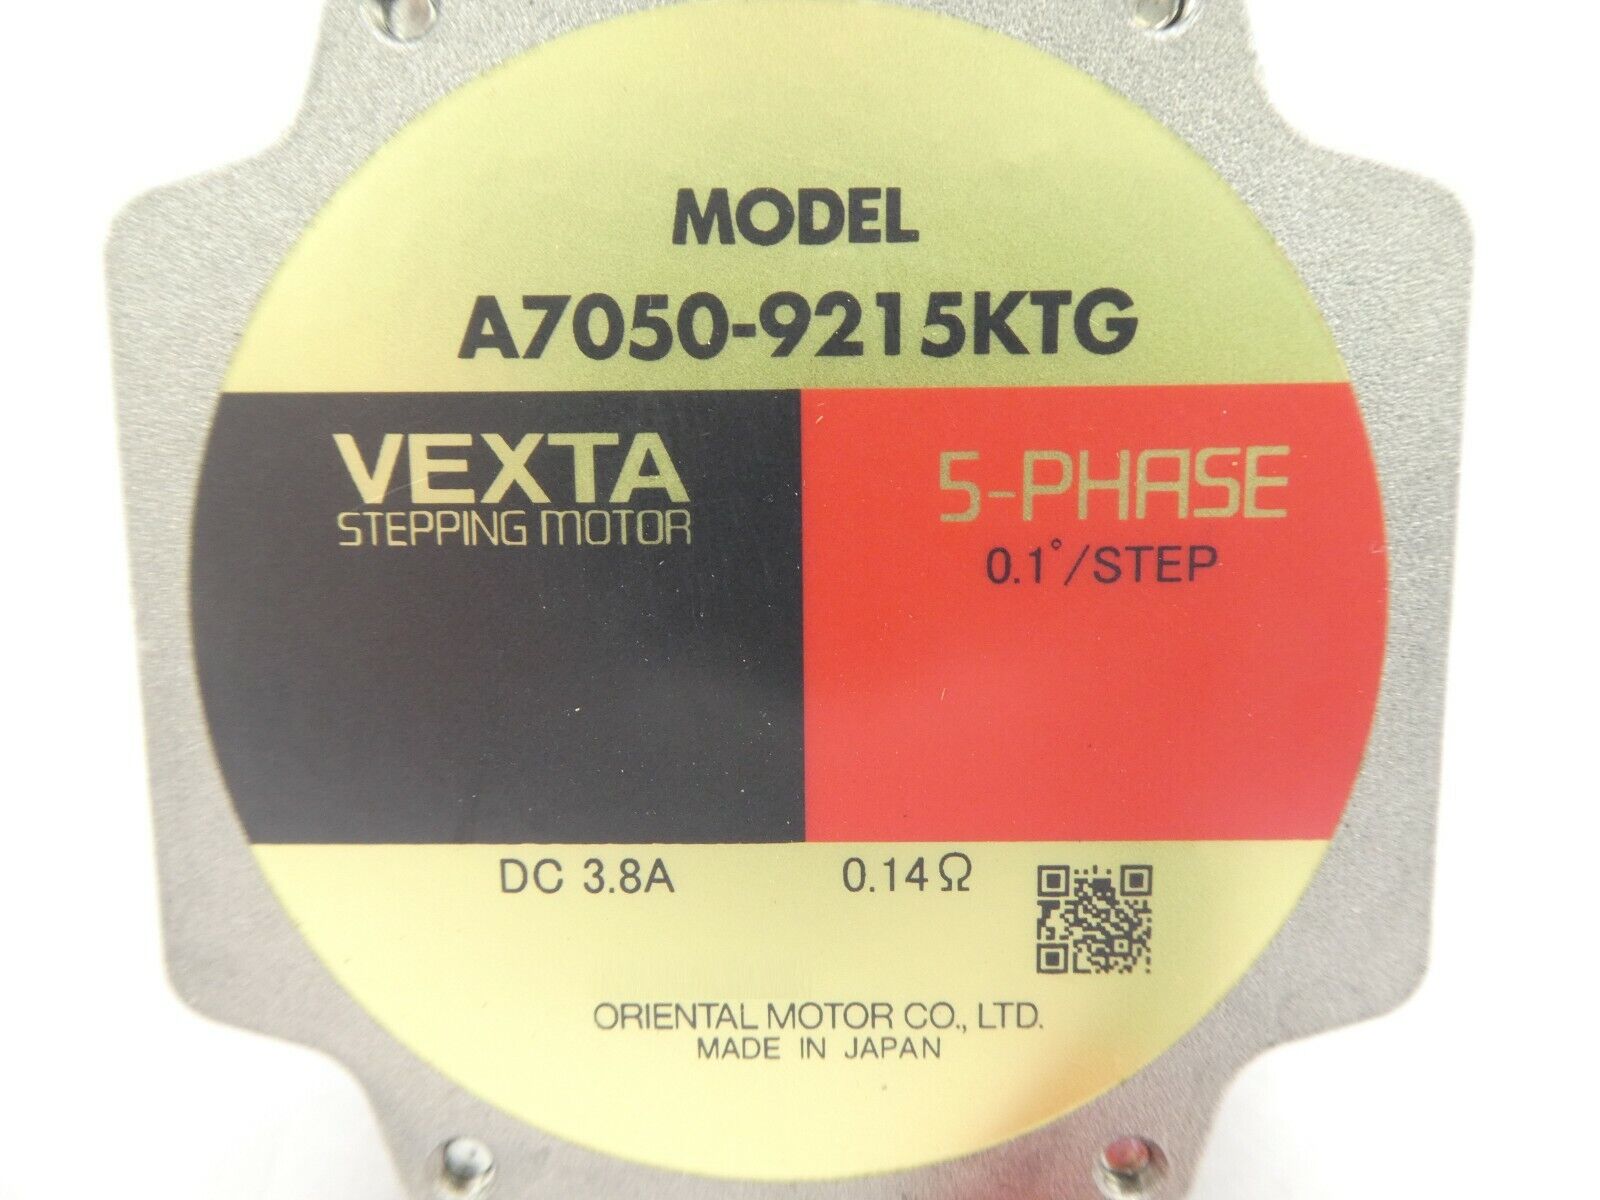 MODEL
A7050-9215KTG
VEXTA
STEPPING MOTOR
5-PHASE
0.1°/STEP
DC 3.8A 0.14Ω
ORIENTAL MOTOR CO., LTD.
MADE IN JAPAN